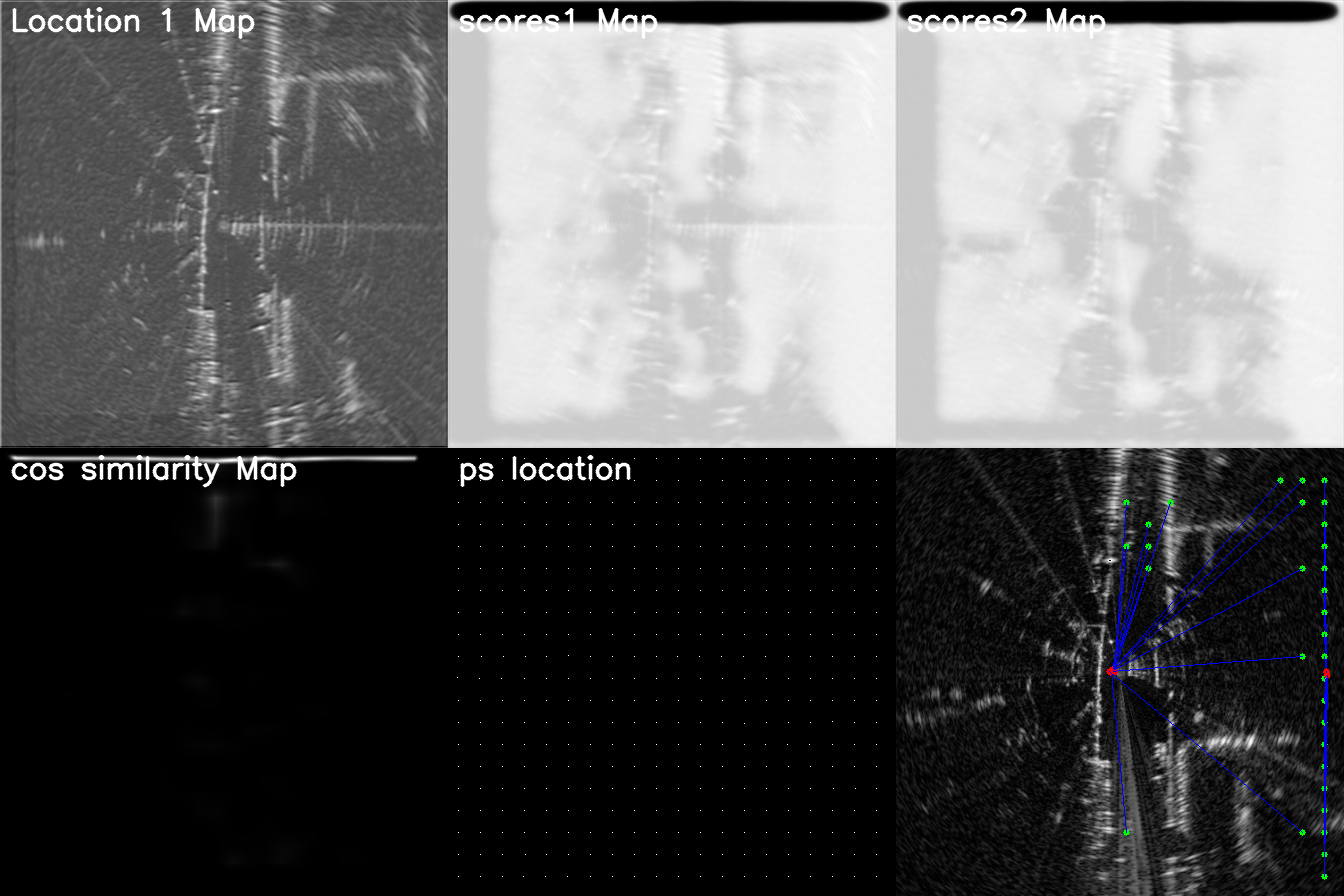 Location 1 Map
scores1 Map
scores2 Map
cos similarity Map
ps location